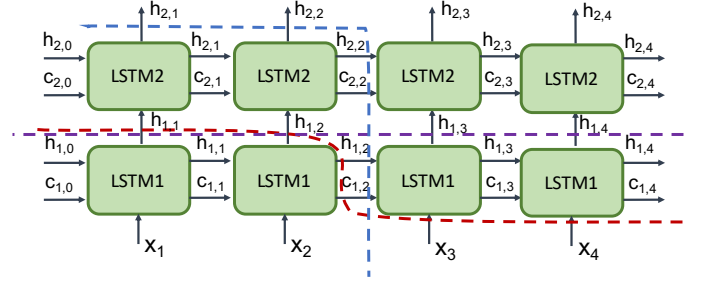 h2,1 h2,2 h2,3 h2,4
h2,0 h2,1 h2,2 h2,3 h2,4
LSTM2 LSTM2 LSTM2 LSTM2
c2,0 c2,1 c2,2 c2,3 c2,4
h1,1 h1,2 h1,3 h1,4
h1,0 h1,1 h1,2 h1,3 h1,4
LSTM1 LSTM1 LSTM1 LSTM1
c1,0 c1,1 c1,2 c1,3 c1,4
x1 x2 x3 x4